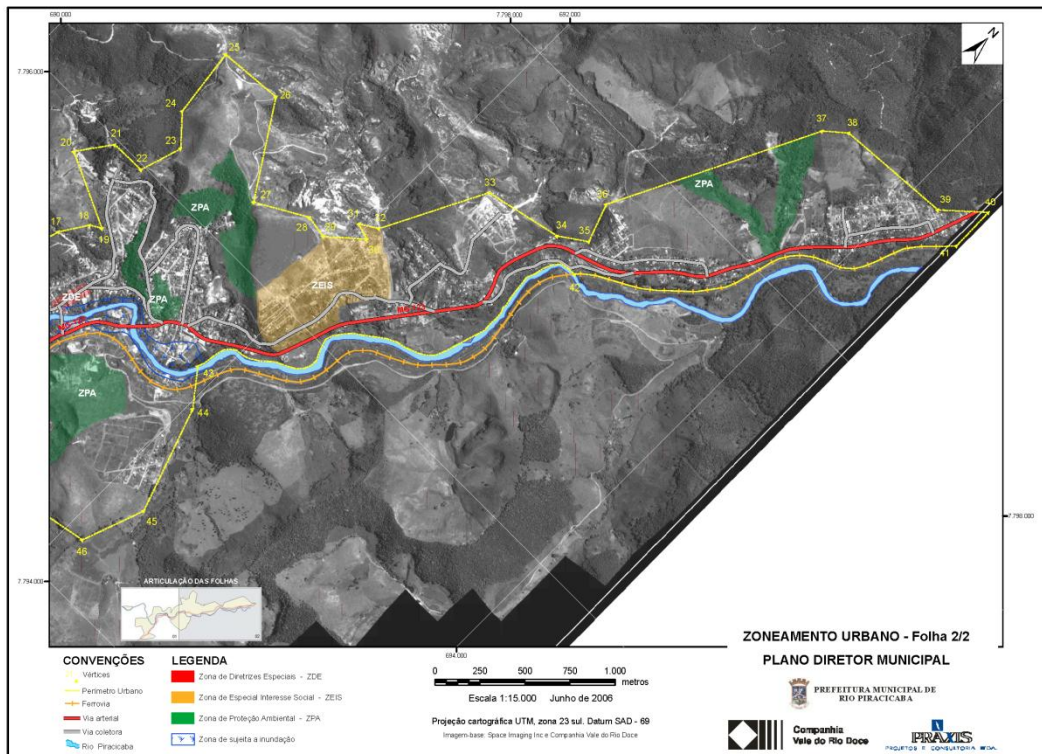 690.000
7.798.000
692.000
7.796.000
N
25
26
24
37
38
21
20
23
22
33
ZPA
27
ZPA
36
39
40
17
18
19
28
29
31
34
35
41
ZDE
ZPA
ZEIS
42
43
ZPA
44
45
46
7.796.000
7.794.000
694.000
ARTICULAÇÃO DAS FOLHAS
CONVENÇÕES
Vértices
Perimetro Urbano
Ferrovia
Via arterial
Via coletora
Rio Piracicaba
LEGENDA
Zona de Diretrizes Especiais - ZDE
Zona de Especial Interesse Social - ZEIS
Zona de Proteção Ambiental - ZPA
Zona de sujeita a inundação
0 250 500 750 1.000
metros
Escala 1:15.000 Junho de 2006
Projeção cartográfica UTM, zona 23 sul. Datum SAD - 69
Imagem-base: Space Imaging Inc e Companhia Vale do Rio Doce
ZONEAMENTO URBANO - Folha 2/2
PLANO DIRETOR MUNICIPAL
PREFEITURA MUNICIPAL DE
RIO PIRACICABA
Companhia
Vale do Rio Doce
PRAXIS
PROJETOS E CONSULTORIA LTDA.